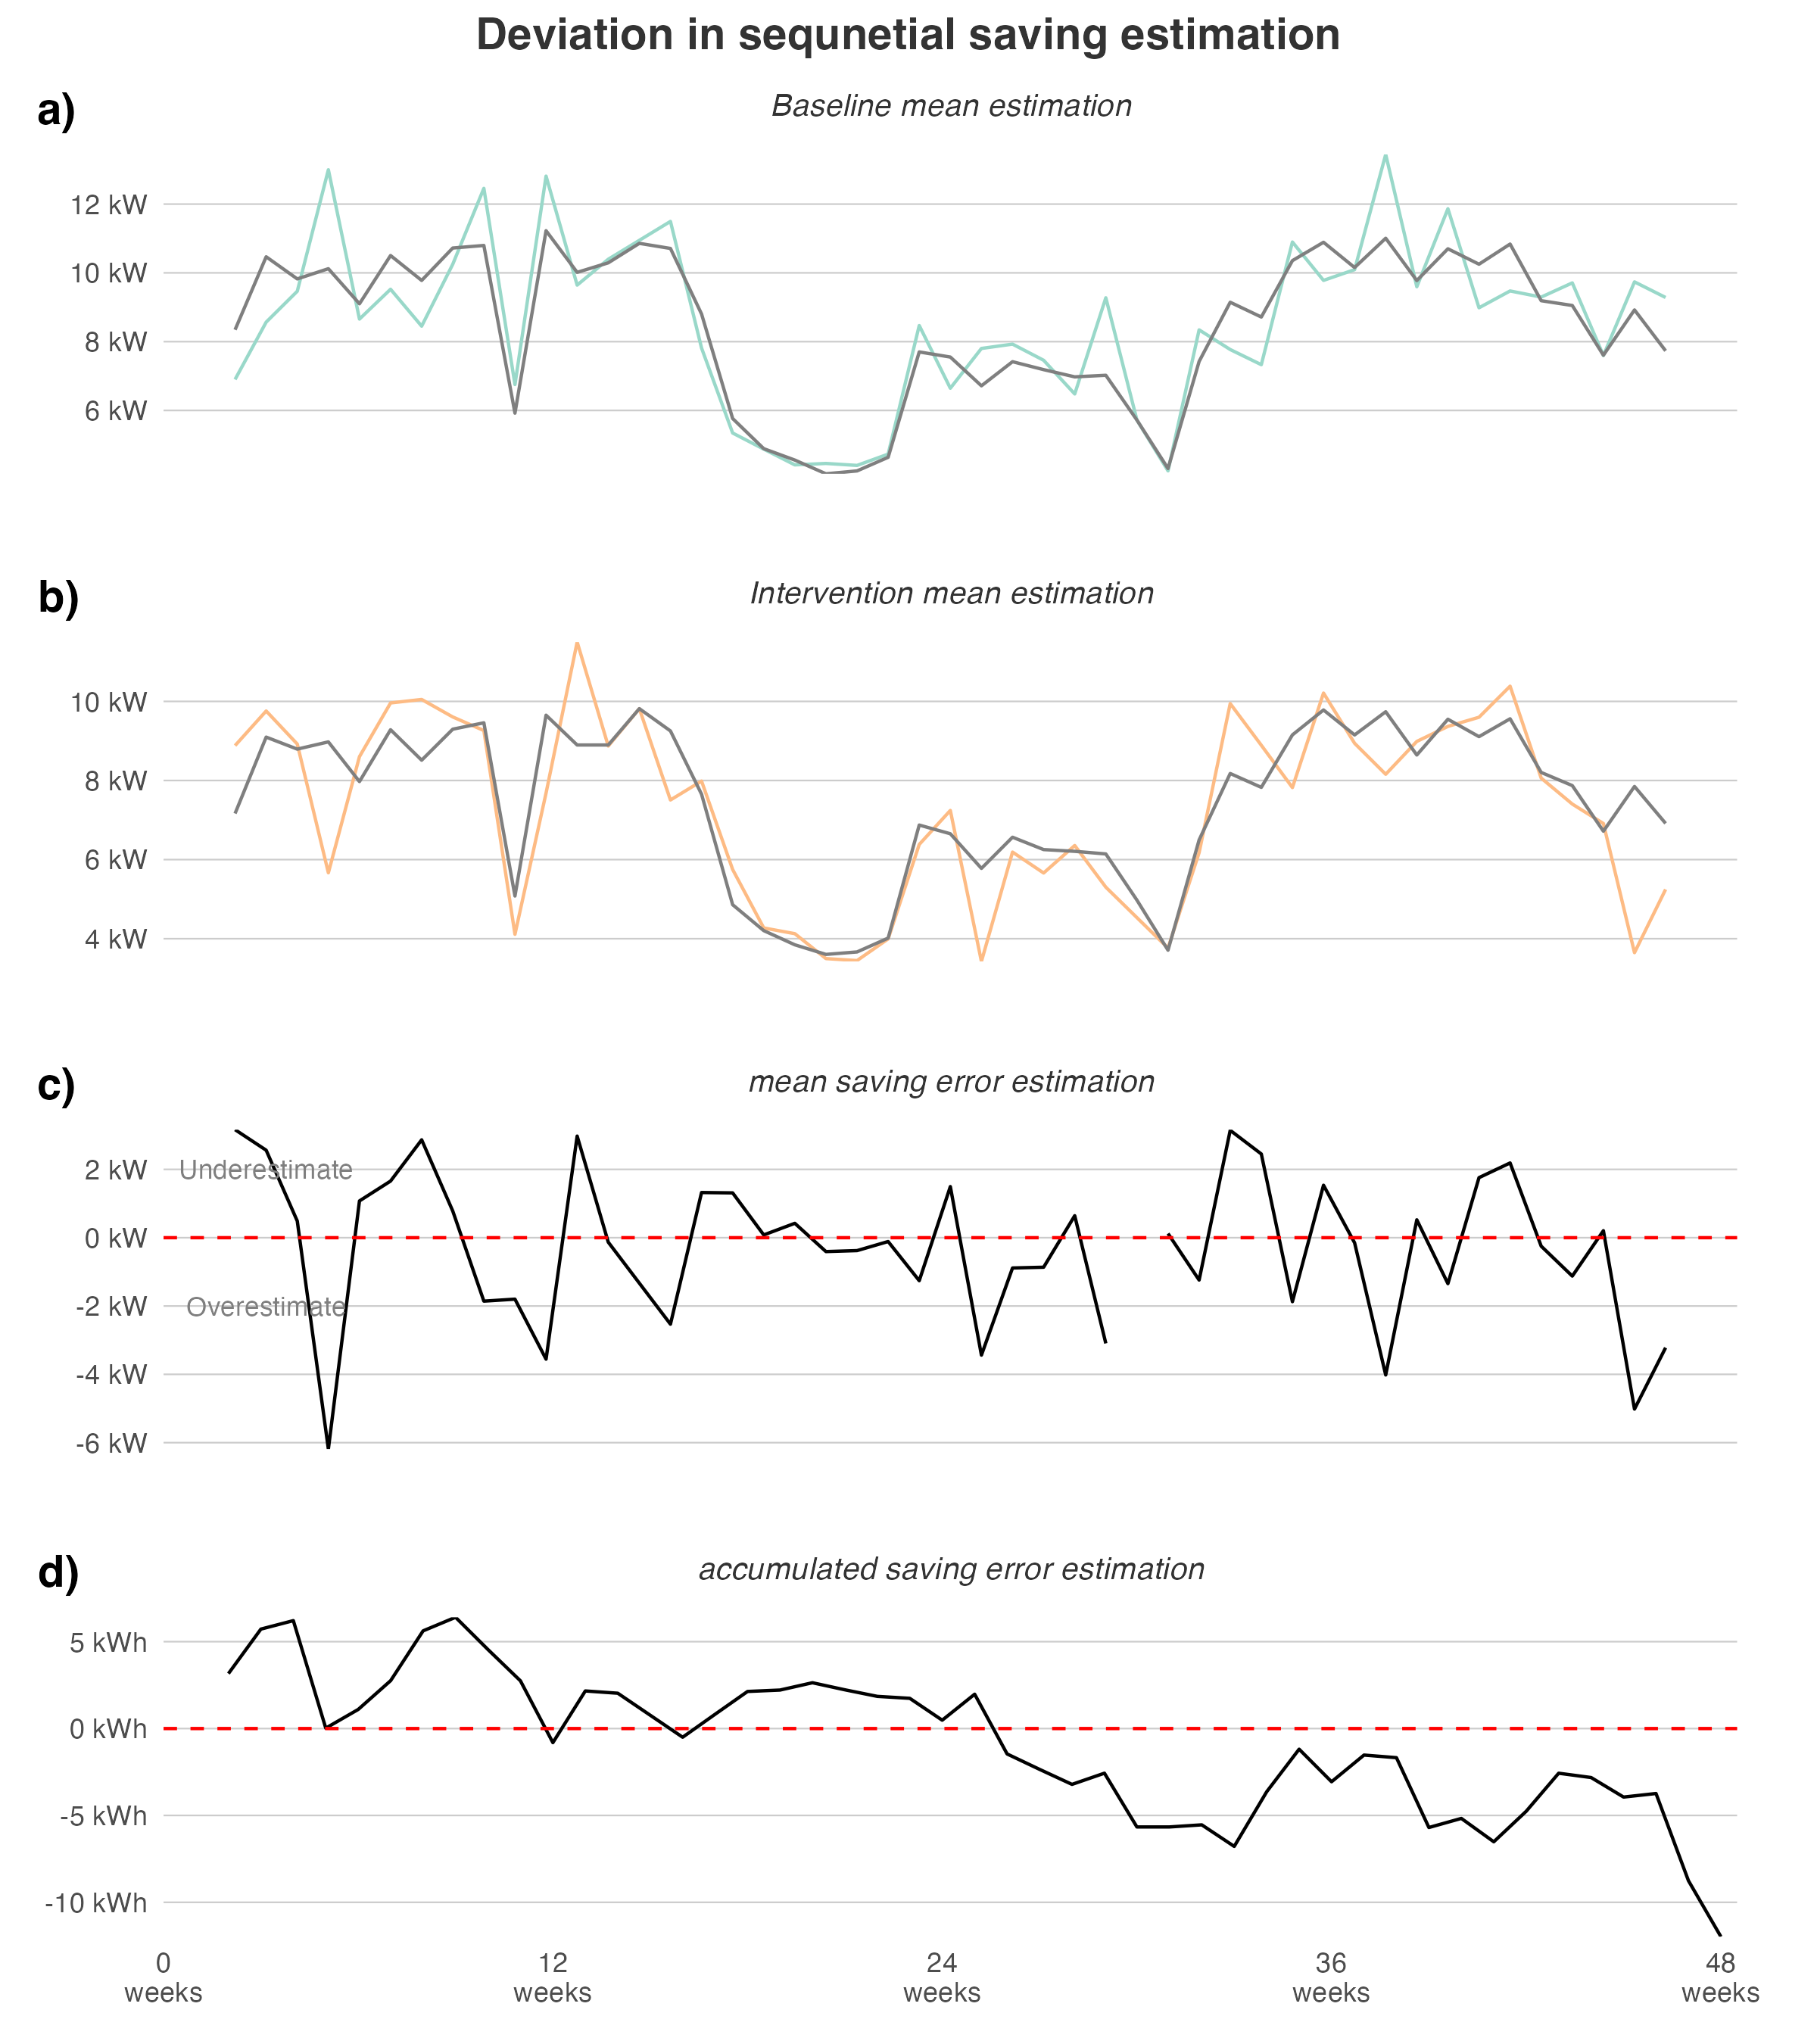 Deviation in sequnetial saving estimation
a)
Baseline mean estimation
12 kW
10 kW
8 kW
6 kW
b)
Intervention mean estimation
10 kW
8 kW
6 kW
4 kW
c)
mean saving error estimation
2 kW
Underestimate
0 kW
-2 kW
Overestimate
-4 kW
-6 kW
d)
accumulated saving error estimation
5 kWh
0 kWh
-5 kWh
-10 kWh
0 12 24 36 48
weeks weeks weeks weeks weeks